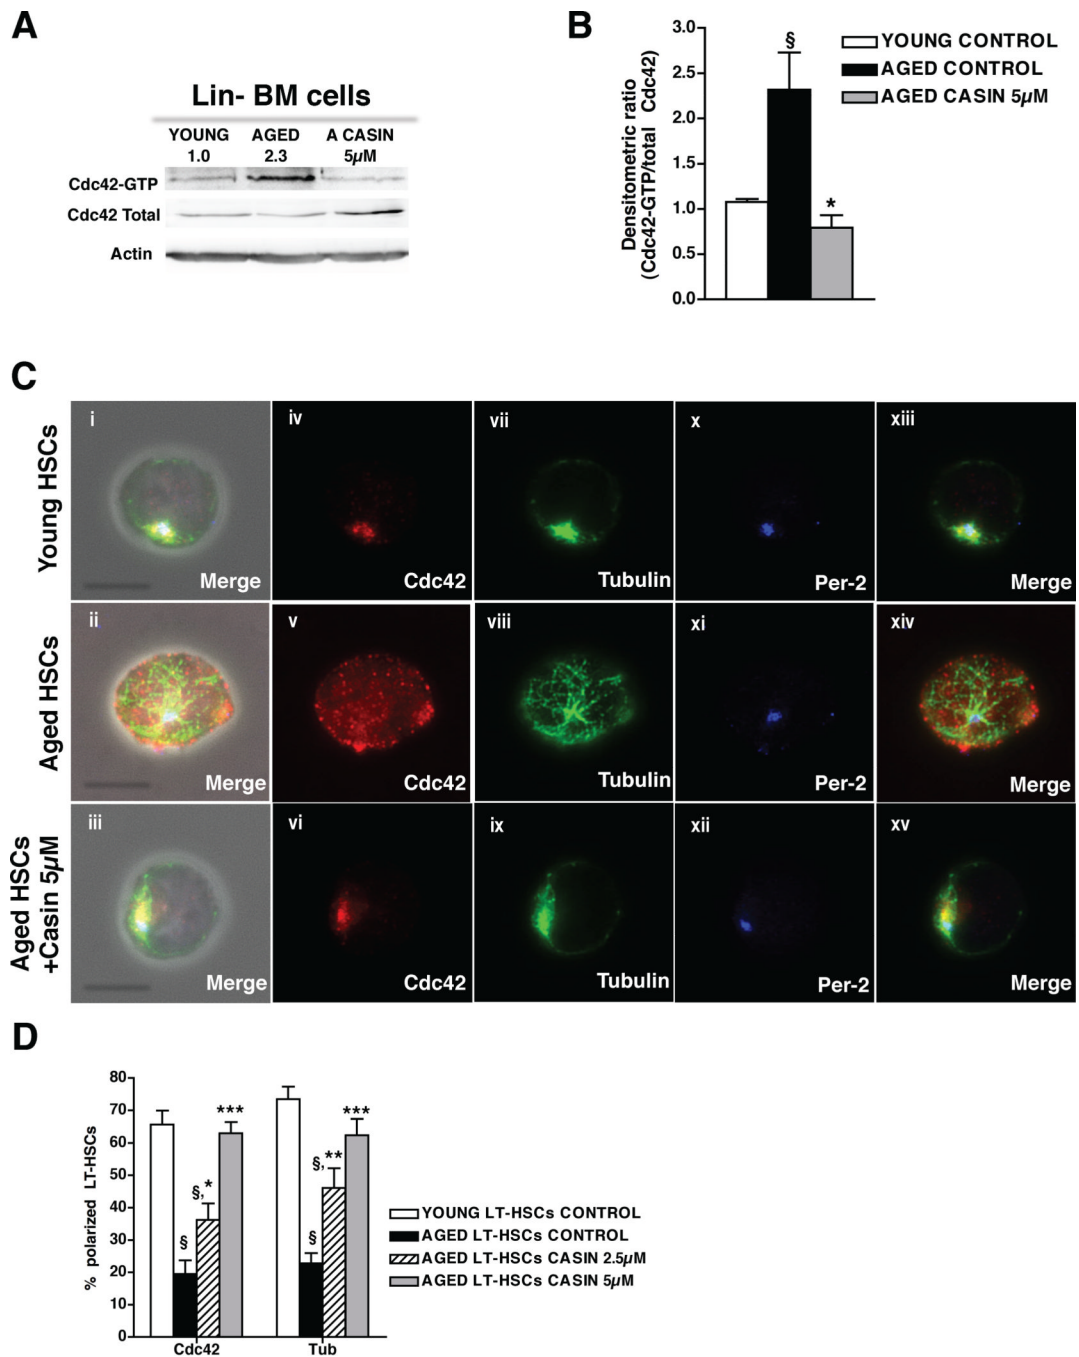 A
Lin- BM cells
YOUNG AGED A CASIN
1.0 2.3 5µM
Cdc42-GTP
Cdc42 Total
Actin
B
Densitometric ratio
(Cdc42-GTP/total Cdc42)
3.0
2.5
2.0
1.5
1.0
0.5
0.0
§
*
YOUNG CONTROL
AGED CONTROL
AGED CASIN 5µM
C
Young HSCs
i
Merge
iv
Cdc42
vii
Tubulin
x
Per-2
xiii
Merge
Aged HSCs
ii
Merge
v
Cdc42
viii
Tubulin
xi
Per-2
xiv
Merge
Aged HSCs
+Casin 5µM
iii
Merge
vi
Cdc42
ix
Tubulin
xii
Per-2
xv
Merge
D
% polarized LT-HSCs
80
70
60
50
40
30
20
10
0
§
§,*
***
§
§,**
***
Cdc42 Tub
YOUNG LT-HSCs CONTROL
AGED LT-HSCs CONTROL
AGED LT-HSCs CASIN 2.5µM
AGED LT-HSCs CASIN 5µM